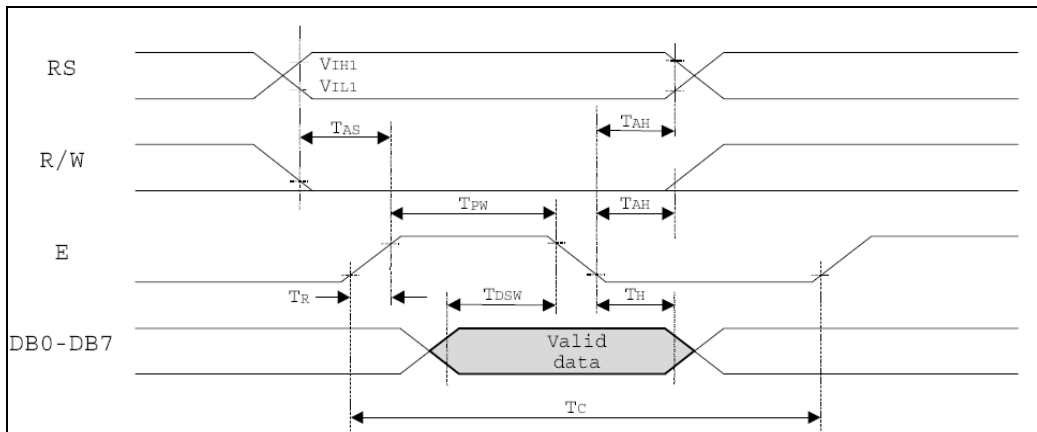 RS
VIH1
VIL1
TAS
TAH
R/W
TPW
TAH
E
TR
TDSW
TH
DB0-DB7
Valid
data
TC